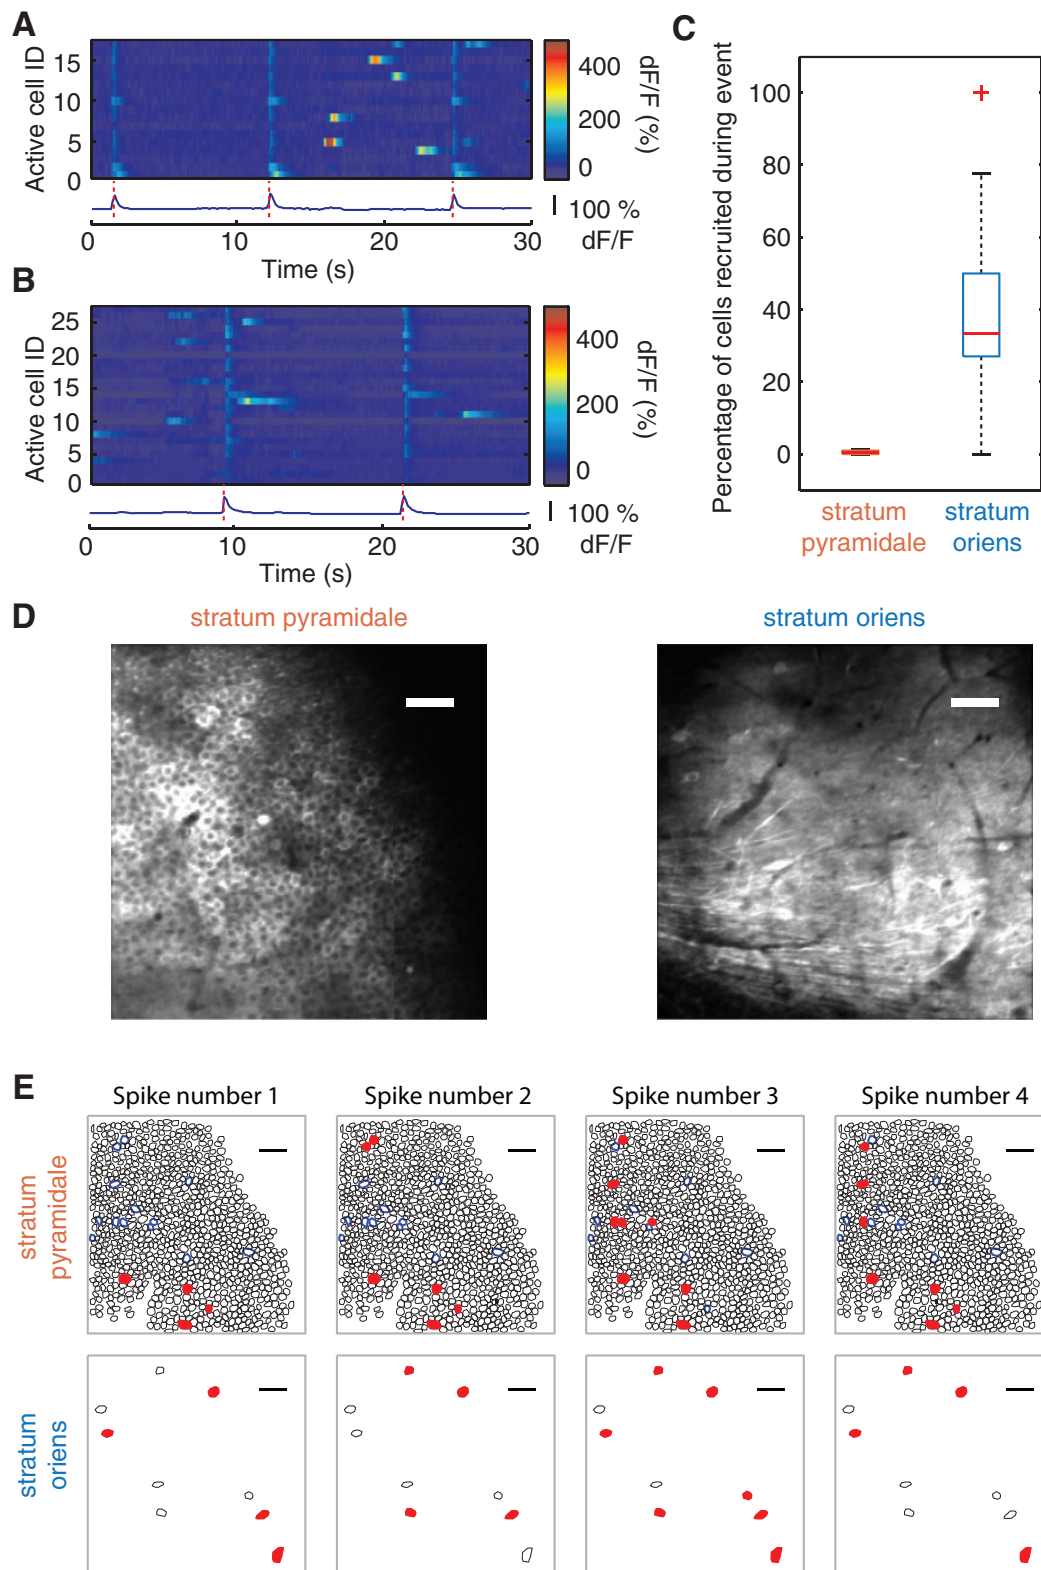 A
Active cell ID
15
10
5
0
400
200
0
dF/F (%)
100 %
dF/F
0
10
20
30
Time (s)
B
Active cell ID
25
20
15
10
5
0
400
200
0
dF/F (%)
100 %
dF/F
0
10
20
30
Time (s)
C
Percentage of cells recruited during event
100
80
60
40
20
0
stratum
pyramidale
stratum
oriens
D
stratum pyramidale
stratum oriens
E
Spike number 1
Spike number 2
Spike number 3
Spike number 4
stratum
pyramidale
stratum
oriens